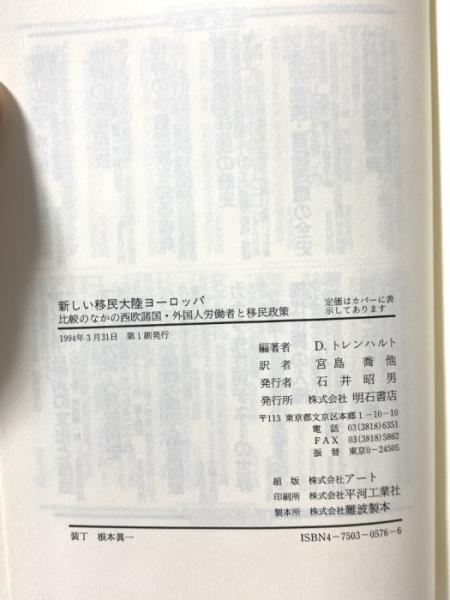 新しい移民大陸ヨーロッパ
比較のなかの西欧諸国・外国人労働者と移民政策
定価はカバーに表
示してあります
1994年3月31日 第1刷発行
編著者 D. トレンハルト
訳者 宮島喬他
発行者 石井昭男
発行所 株式会社 明石書店
〒113 東京都文京区本郷1-10-10
電話 03(3818)6351
FAX 03(3818)5862
振替 東京0-24505
組版 株式会社アート
印刷所 株式会社平河工業社
製本所 株式会社難波製本
装丁 根本眞一
ISBN4-7503-0576-6